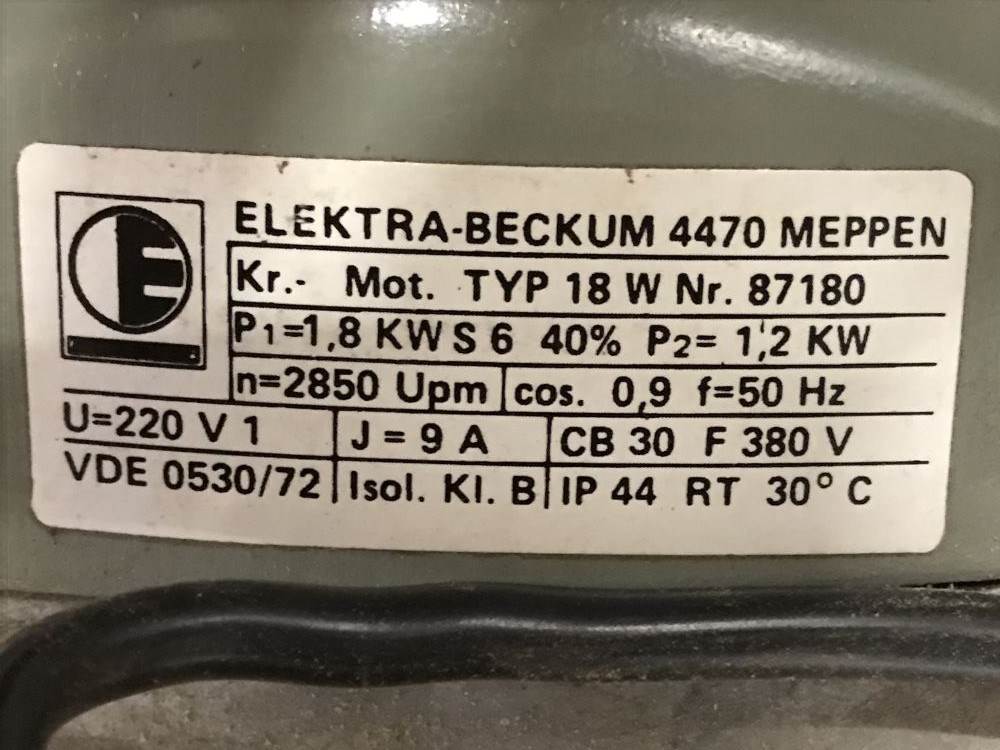 ELEKTRA-BECKUM 4470 MEPPEN
Kr.- Mot. TYP 18 W Nr. 87180
P1=1,8 KW S 6 40% P2= 1,2 KW
n=2850 Upm cos. 0,9 f=50 Hz
U=220 V 1 J = 9 A CB 30 F 380 V
VDE 0530/72 Isol. Kl. B IP 44 RT 30° C